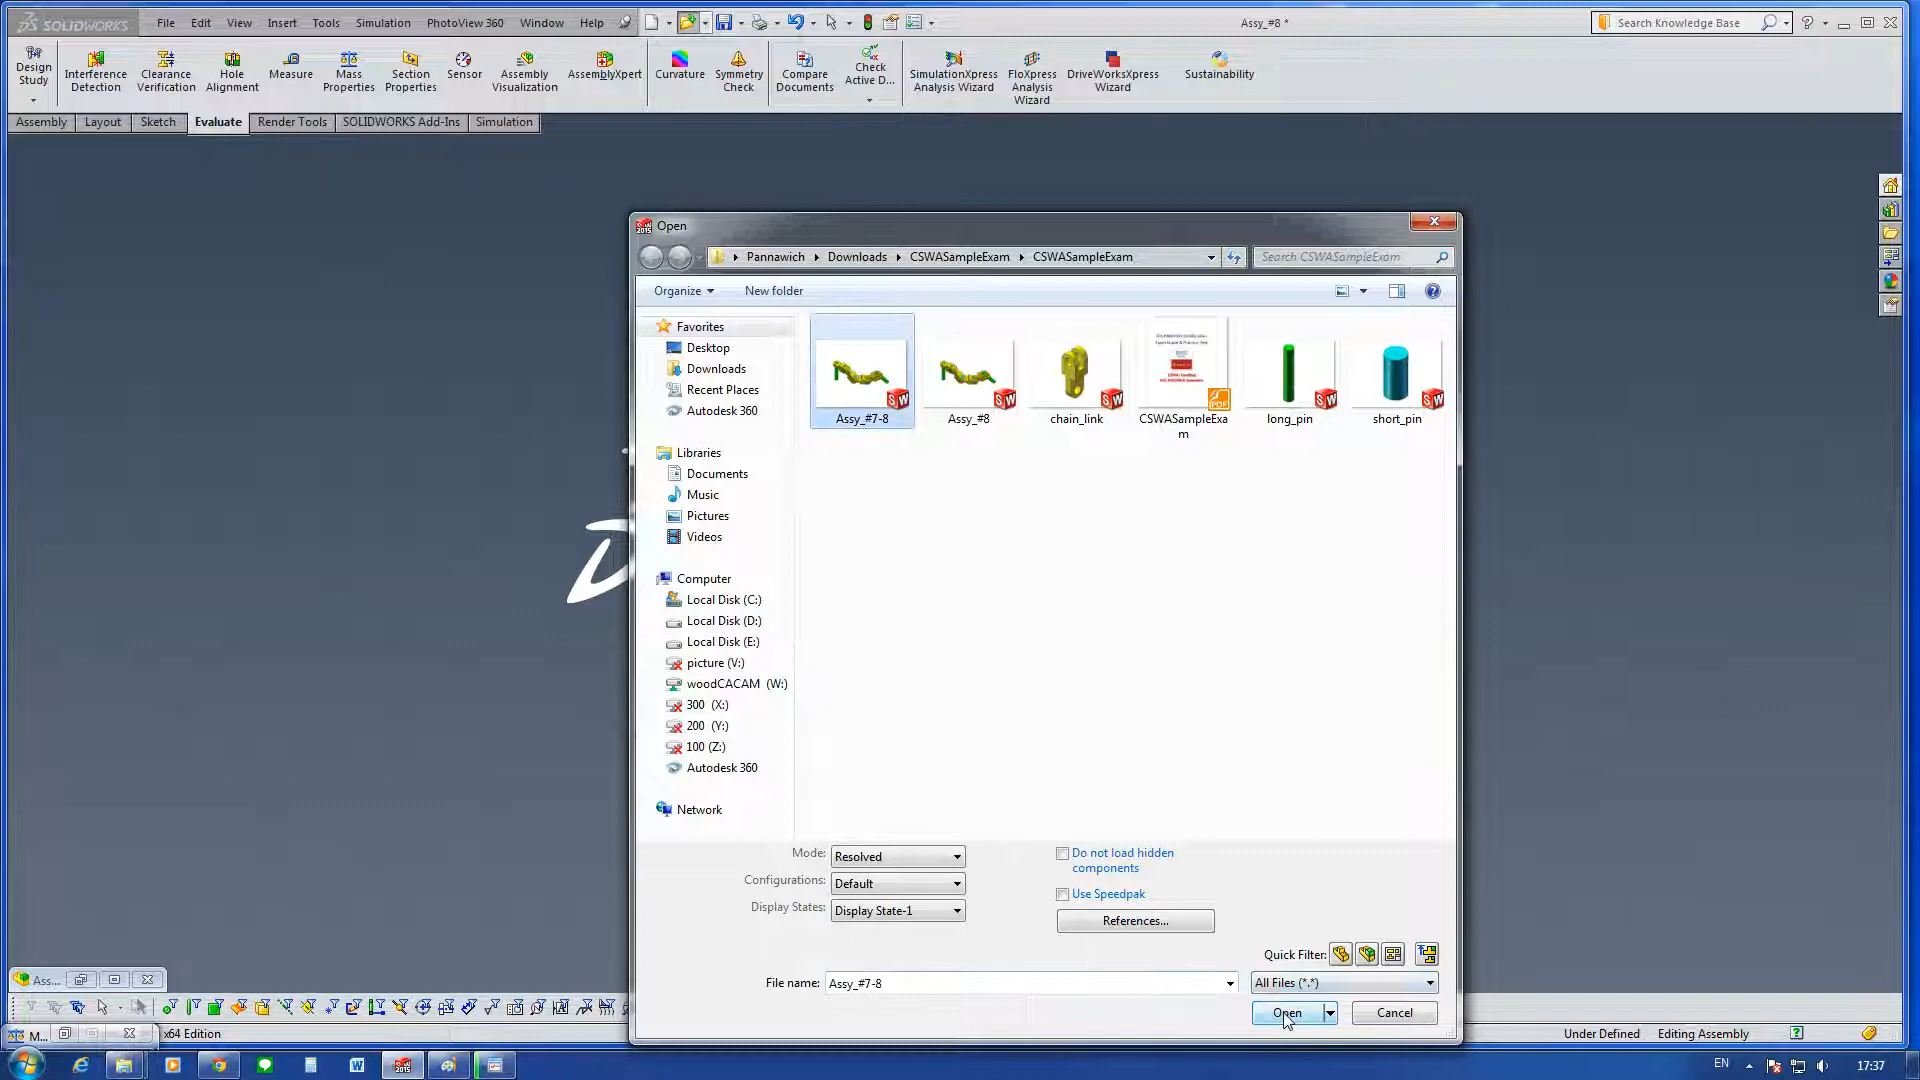 SOLIDWORKS File Edit View Insert Tools Simulation PhotoView 360 Window Help Assy_#8 * Search Knowledge Base
Design Study
Interference Detection
Clearance Verification
Hole Alignment
Measure
Mass Properties
Section Properties
Sensor
Assembly Visualization
AssemblyXpert
Curvature
Symmetry Check
Compare Documents
Check Active D...
SimulationXpress Analysis Wizard
FloXpress Analysis Wizard
DriveWorksXpress Wizard
Sustainability
Assembly Layout Sketch Evaluate Render Tools SOLIDWORKS Add-Ins Simulation
Open
Pannawich Downloads CSWASampleExam CSWASampleExam Search CSWASampleExam
Organize New folder
Favorites
Desktop
Downloads
Recent Places
Autodesk 360
Libraries
Documents
Music
Pictures
Videos
Computer
Local Disk (C:)
Local Disk (D:)
Local Disk (E:)
picture (V:)
woodCACAM (W:)
300 (X:)
200 (Y:)
100 (Z:)
Autodesk 360
Network
Assy_#7-8 Assy_#8 chain_link CSWASampleExa long_pin short_pin
m
Mode: Resolved
Configurations: Default
Display States: Display State-1
Do not load hidden
components
Use Speedpak
References...
Quick Filter:
File name: Assy_#7-8 All Files (*.*)
Open Cancel
Ass...
M... x64 Edition Under Defined Editing Assembly
EN 17:37